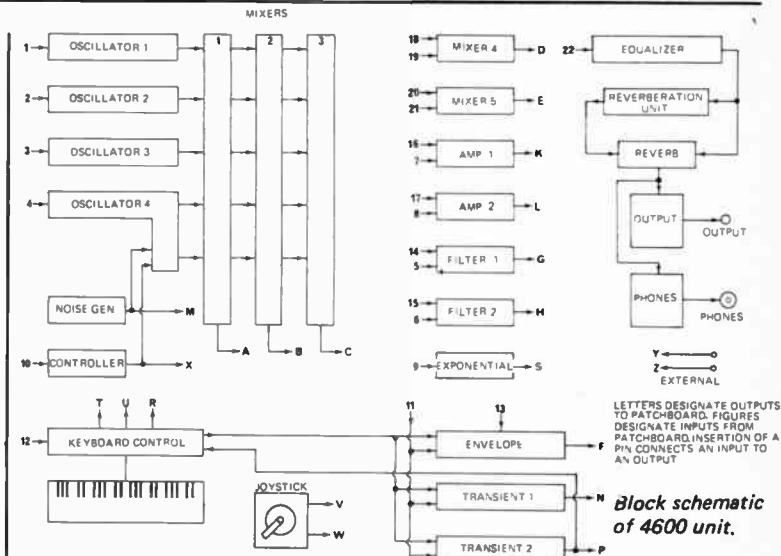 MIXERS
1 OSCILLATOR 1
2 OSCILLATOR 2
3 OSCILLATOR 3
4 OSCILLATOR 4
1 2 3
NOISE GEN M
10 CONTROLLER X
A B C
T U R
12 KEYBOARD CONTROL
JOYSTICK
V
W
18
19
MIXER 4 D
20
21
MIXER 5 E
16
7
AMP 1 K
17
8
AMP 2 L
14
5
FILTER 1 G
15
6
FILTER 2 H
9 EXPONENTIAL S
11 13
ENVELOPE F
TRANSIENT 1 N
TRANSIENT 2 P
22 EQUALIZER
REVERBERATION
UNIT
REVERB
OUTPUT
OUTPUT
PHONES
PHONES
Y
Z
EXTERNAL
LETTERS DESIGNATE OUTPUTS
TO PATCHBOARD. FIGURES
DESIGNATE INPUTS FROM
PATCHBOARD. INSERTION OF A
PIN CONNECTS AN INPUT TO
AN OUTPUT
Block schematic
of 4600 unit.